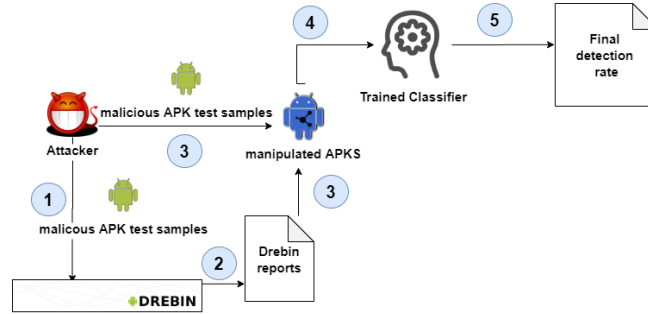 4
5
Final
detection
rate
Trained Classifier
malicious APK test samples
Attacker
3
manipulated APKS
1
3
malicous APK test samples
2
Drebin
reports
DREBIN